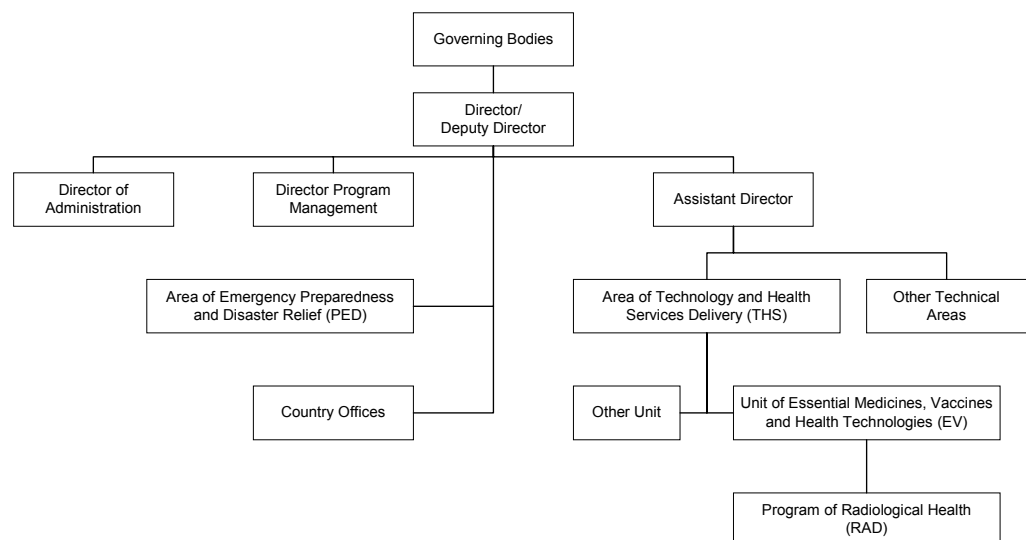 Governing Bodies
Director/
Deputy Director
Director of
Administration
Director Program
Management
Assistant Director
Area of Emergency Preparedness
and Disaster Relief (PED)
Area of Technology and Health
Services Delivery (THS)
Other Technical
Areas
Country Offices
Other Unit
Unit of Essential Medicines, Vaccines
and Health Technologies (EV)
Program of Radiological Health
(RAD)